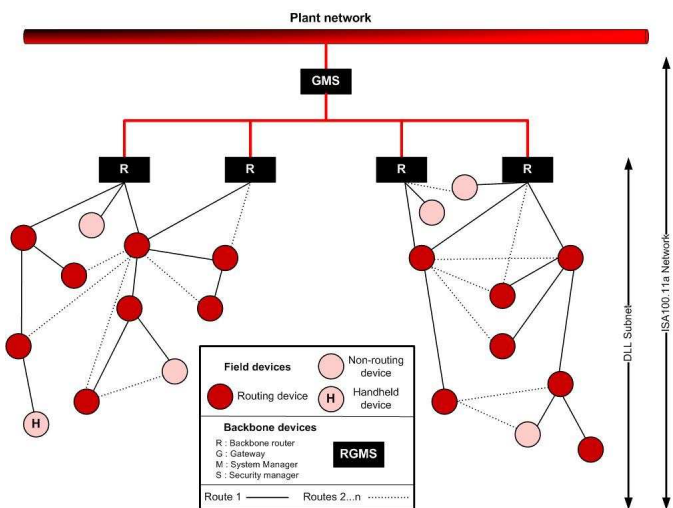 Plant network
GMS
R
R
R
R
H
Field devices
Routing device
Non-routing
device
H
Handheld
device
Backbone devices
R : Backbone router
G : Gateway
M : System Manager
S : Security manager
RGMS
Route 1
Routes 2...n
DLL Subnet
ISA100.11a Network